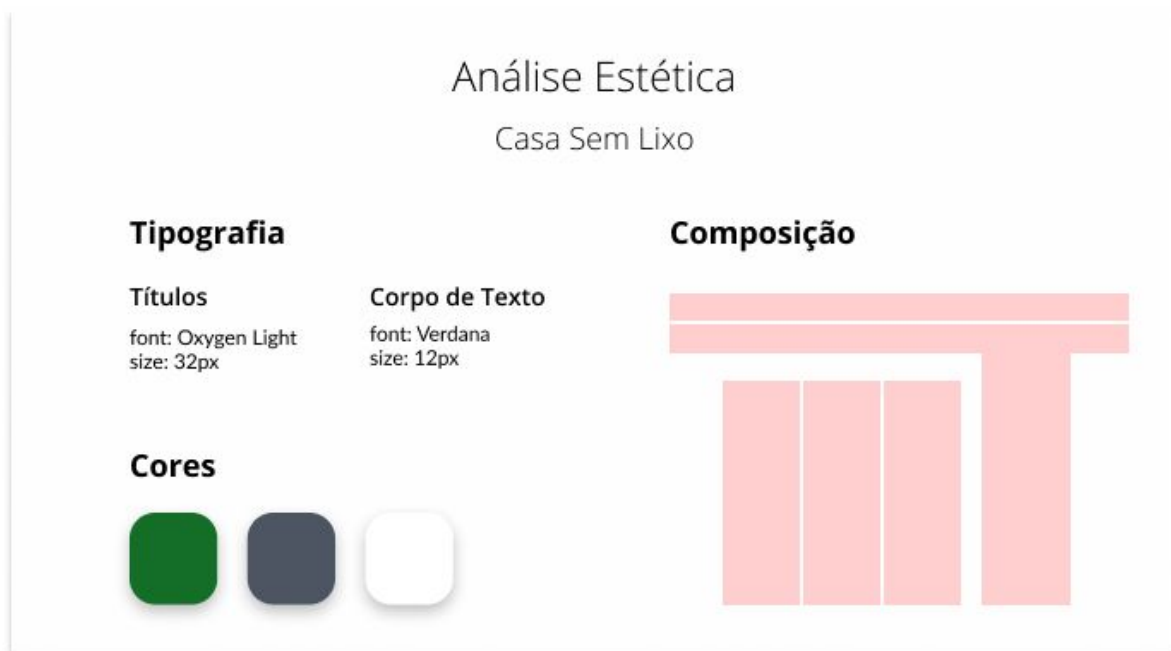 Análise Estética
Casa Sem Lixo
Tipografia
Títulos
font: Oxygen Light
size: 32px
Corpo de Texto
font: Verdana
size: 12px
Cores
Composição